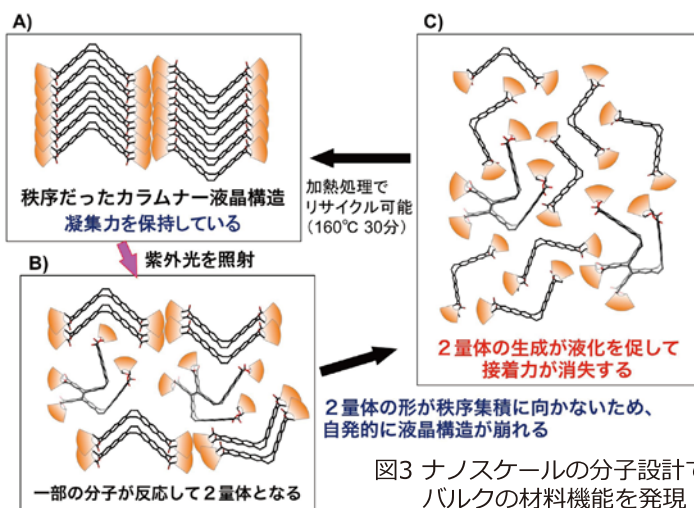 A)
秩序だったカラムナー液晶構造
凝集力を保持している
紫外光を照射
B)
一部の分子が反応して2量体となる
加熱処理で
リサイクル可能
（160℃ 30分）
C)
2量体の生成が液化を促して
接着力が消失する
2量体の形が秩序集積に向かないため、
自発的に液晶構造が崩れる
図3 ナノスケールの分子設計で
バルクの材料機能を発現